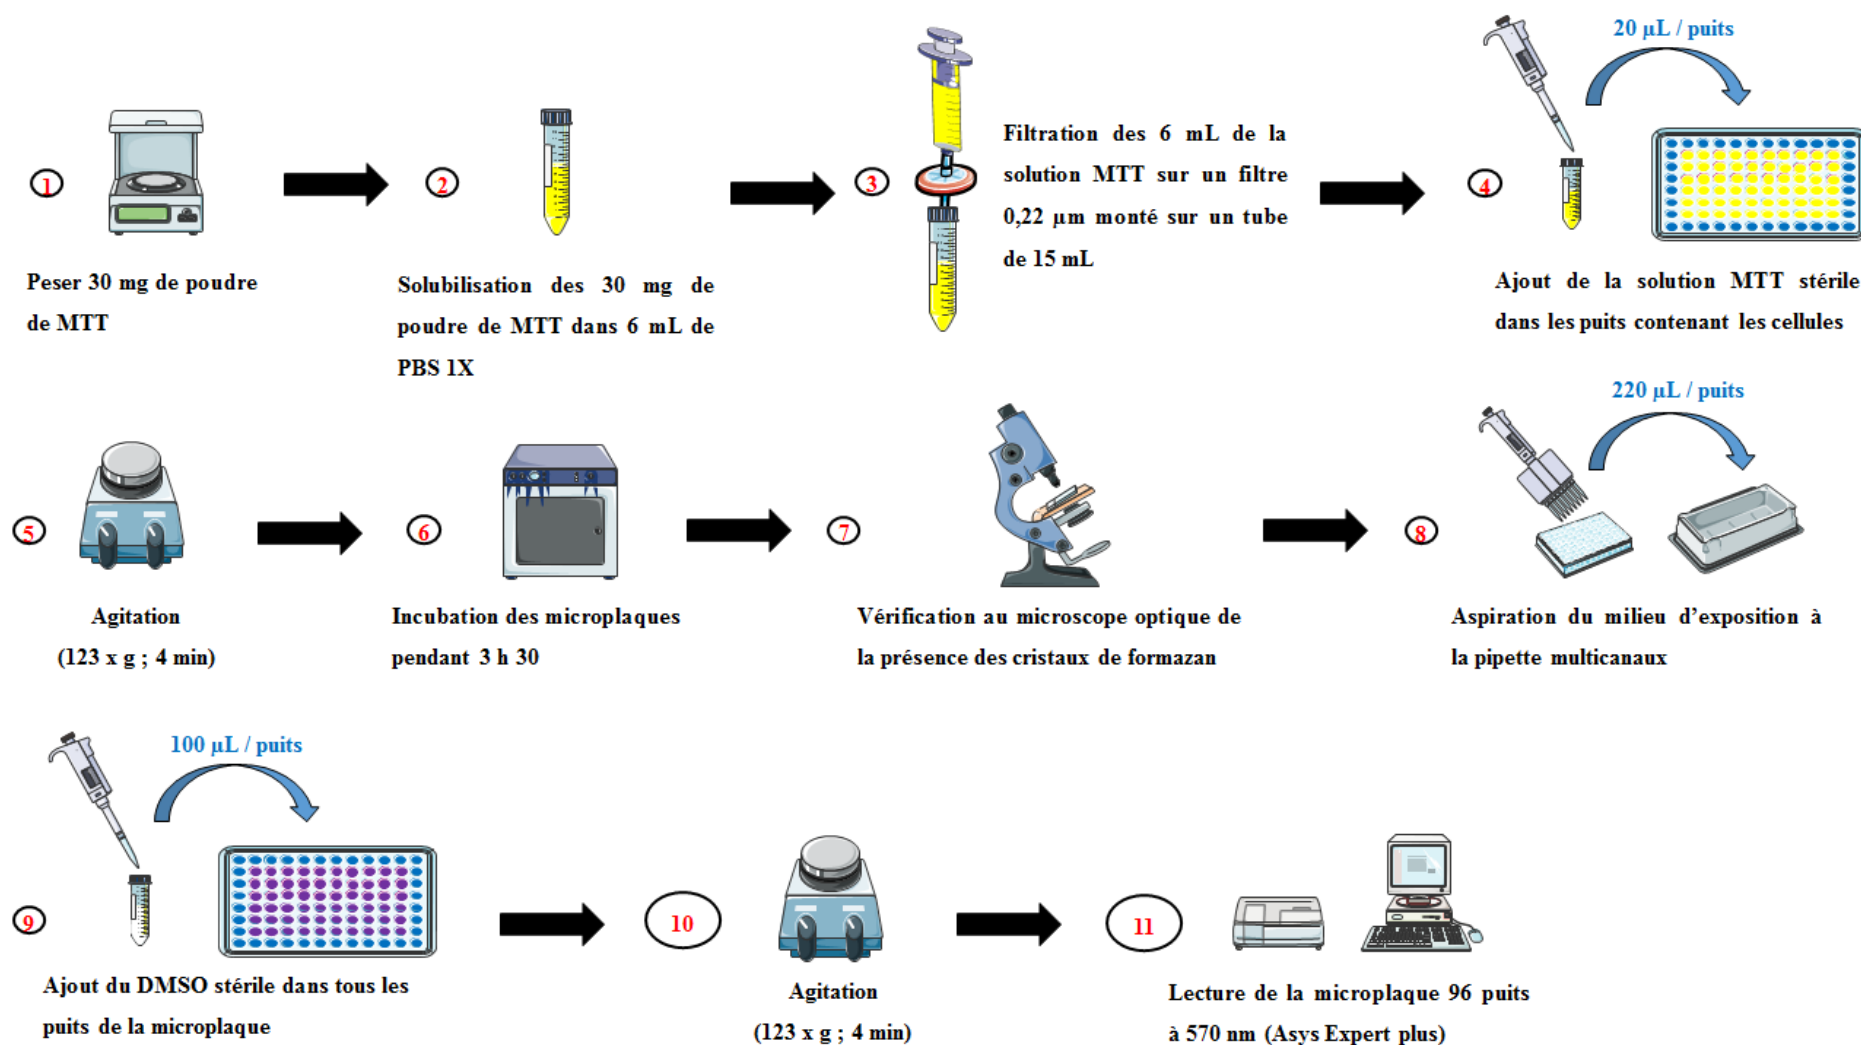 1
Peser 30 mg de poudre
de MTT
2
Solubilisation des 30 mg de
poudre de MTT dans 6 mL de
PBS 1X
3
Filtration des 6 mL de la
solution MTT sur un filtre
0,22 µm monté sur un tube
de 15 mL
20 µL / puits
4
Ajout de la solution MTT stérile
dans les puits contenant les cellules
5
Agitation
(123 x g ; 4 min)
6
Incubation des microplaques
pendant 3 h 30
7
Vérification au microscope optique de
la présence des cristaux de formazan
220 µL / puits
8
Aspiration du milieu d’exposition à
la pipette multicanaux
100 µL / puits
9
Ajout du DMSO stérile dans tous les
puits de la microplaque
10
Agitation
(123 x g ; 4 min)
11
Lecture de la microplaque 96 puits
à 570 nm (Asys Expert plus)